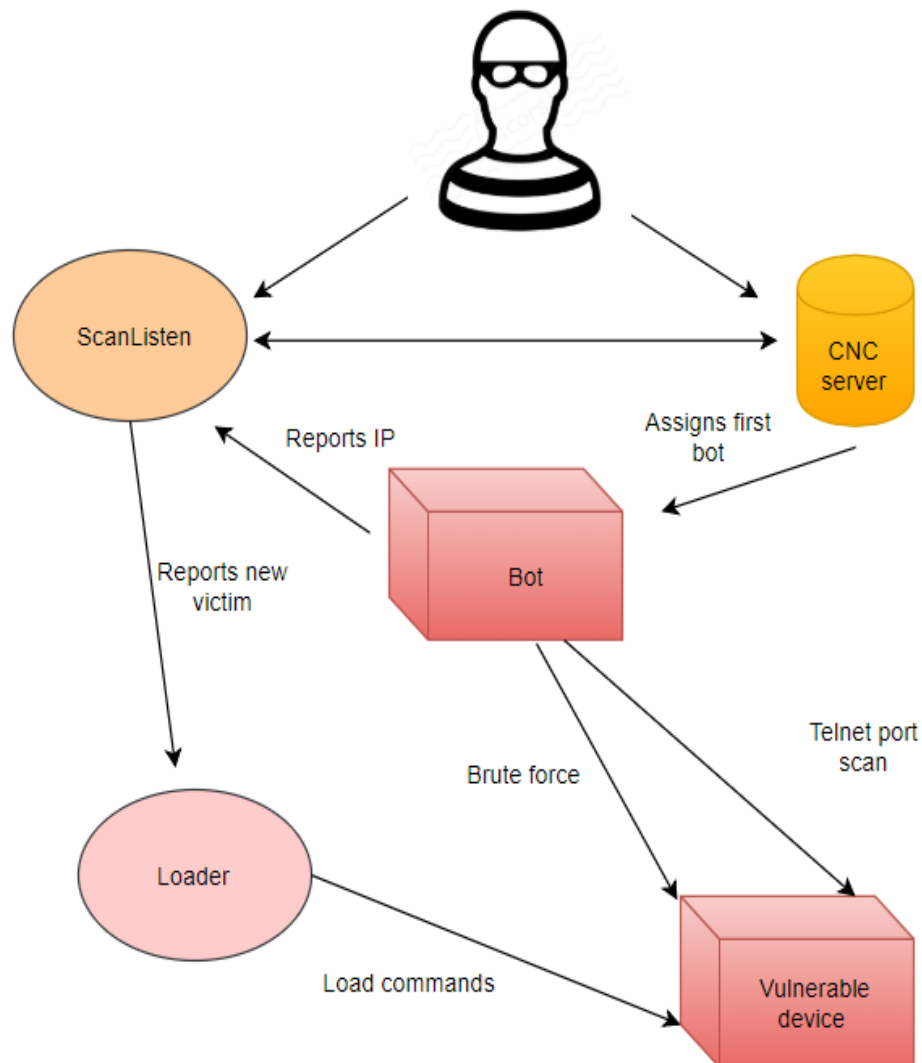 ScanListen
CNC
server
Assigns first
bot
Reports IP
Bot
Reports new
victim
Telnet port
scan
Brute force
Loader
Load commands
Vulnerable
device